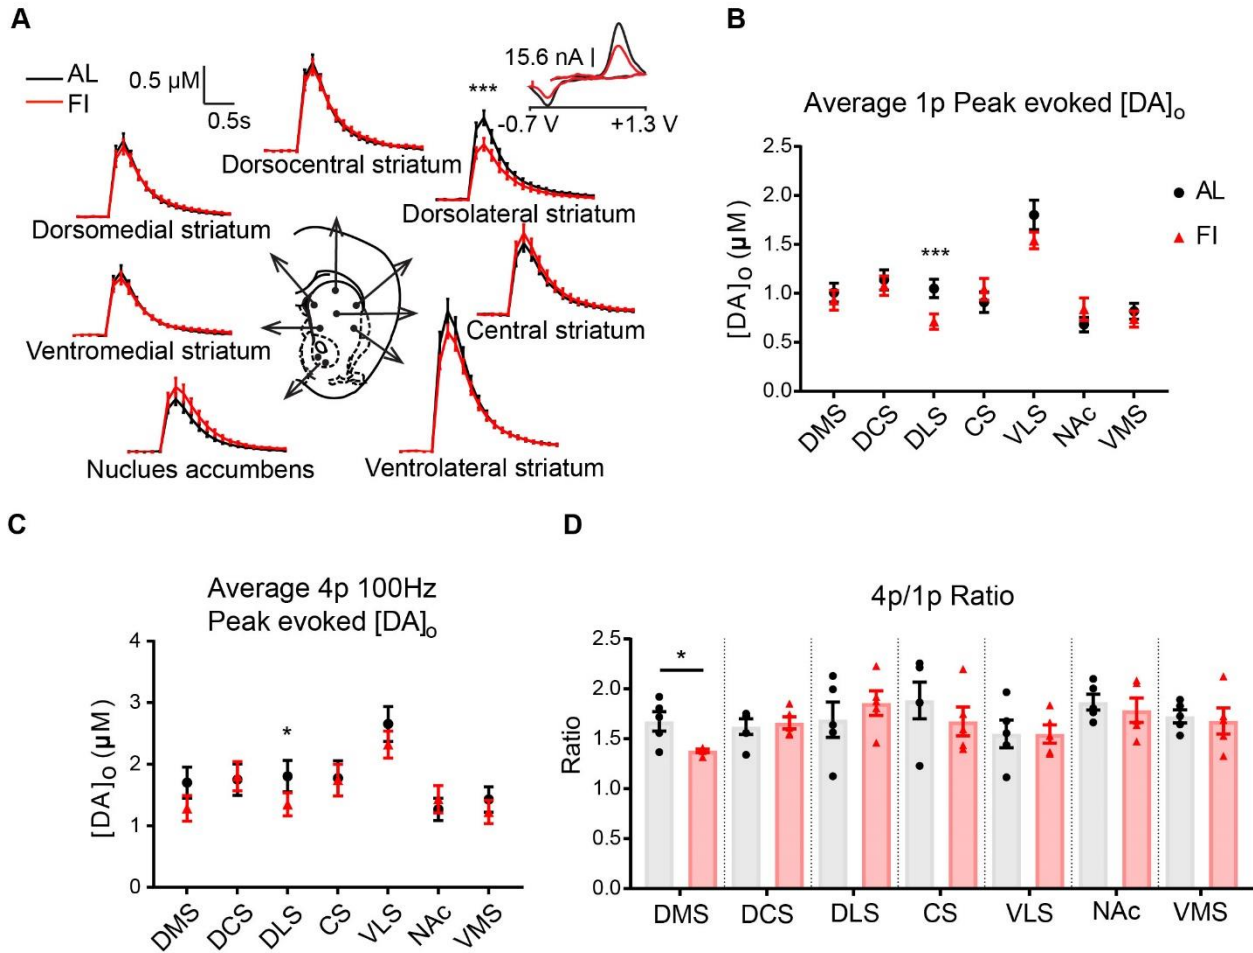 A
AL
FI
0.5 µM
0.5s
15.6 nA
-0.7 V
+1.3 V
***
Dorsocentral striatum
Dorsolateral striatum
Dorsomedial striatum
Central striatum
Ventromedial striatum
Ventrolateral striatum
Nuclues accumbens
B
Average 1p Peak evoked [DA]o
[DA]o (µM)
2.5
2.0
1.5
1.0
0.5
0.0
***
AL
FI
DMS
DCS
DLS
CS
VLS
NAc
VMS
C
Average 4p 100Hz
Peak evoked [DA]o
[DA]o (µM)
4
3
2
1
0
*
DMS
DCS
DLS
CS
VLS
NAc
VMS
D
4p/1p Ratio
Ratio
2.5
2.0
1.5
1.0
0.5
0.0
*
DMS
DCS
DLS
CS
VLS
NAc
VMS